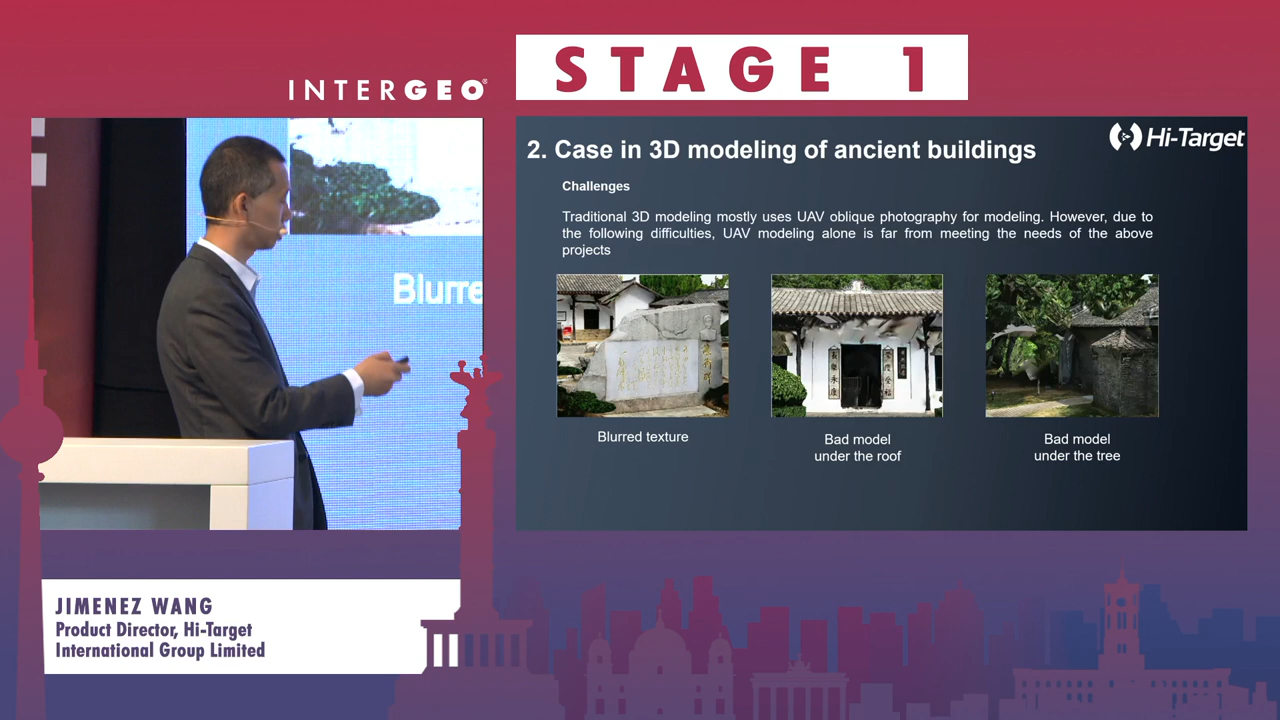 INTERGEO®
STAGE 1
Blurre
Hi-Target
2. Case in 3D modeling of ancient buildings
Challenges
Traditional 3D modeling mostly uses UAV oblique photography for modeling. However, due to
the following difficulties, UAV modeling alone is far from meeting the needs of the above
projects
Blurred texture
Bad model
under the roof
Bad model
under the tree
JIMENEZ WANG
Product Director, Hi-Target
International Group Limited